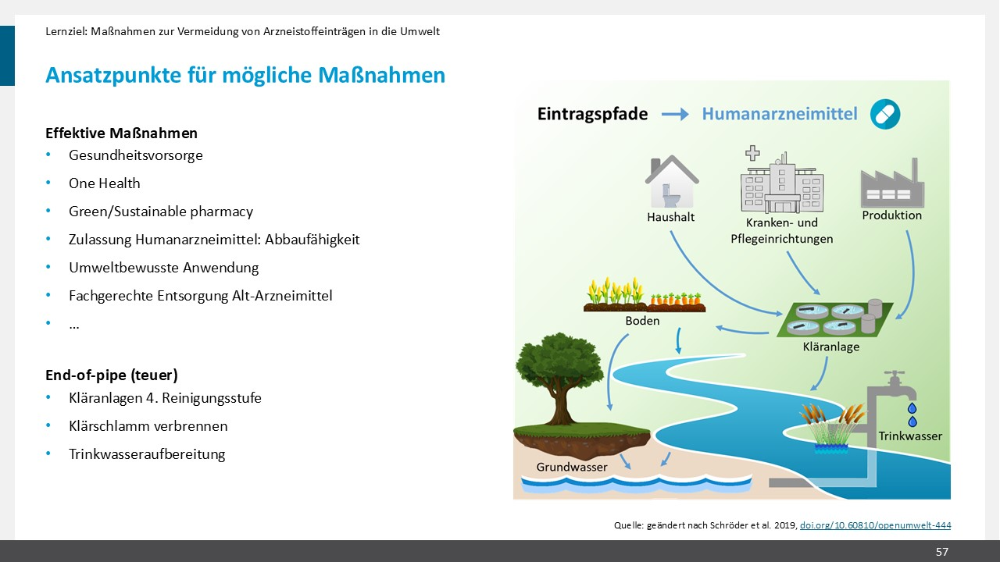 Lernziel: Maßnahmen zur Vermeidung von Arzneistoffeinträgen in die Umwelt
Ansatzpunkte für mögliche Maßnahmen
Effektive Maßnahmen
• Gesundheitsvorsorge
• One Health
• Green/Sustainable pharmacy
• Zulassung Humanarzneimittel: Abbaufähigkeit
• Umweltbewusste Anwendung
• Fachgerechte Entsorgung Alt-Arzneimittel
• …
End-of-pipe (teuer)
• Kläranlagen 4. Reinigungsstufe
• Klärschlamm verbrennen
• Trinkwasseraufbereitung
Eintragspfade → Humanarzneimittel
Haushalt
Kranken- und
Pflegeinrichtungen
Produktion
Boden
Kläranlage
Trinkwasser
Grundwasser
Quelle: geändert nach Schröder et al. 2019, doi.org/10.60810/openumwelt-444
57